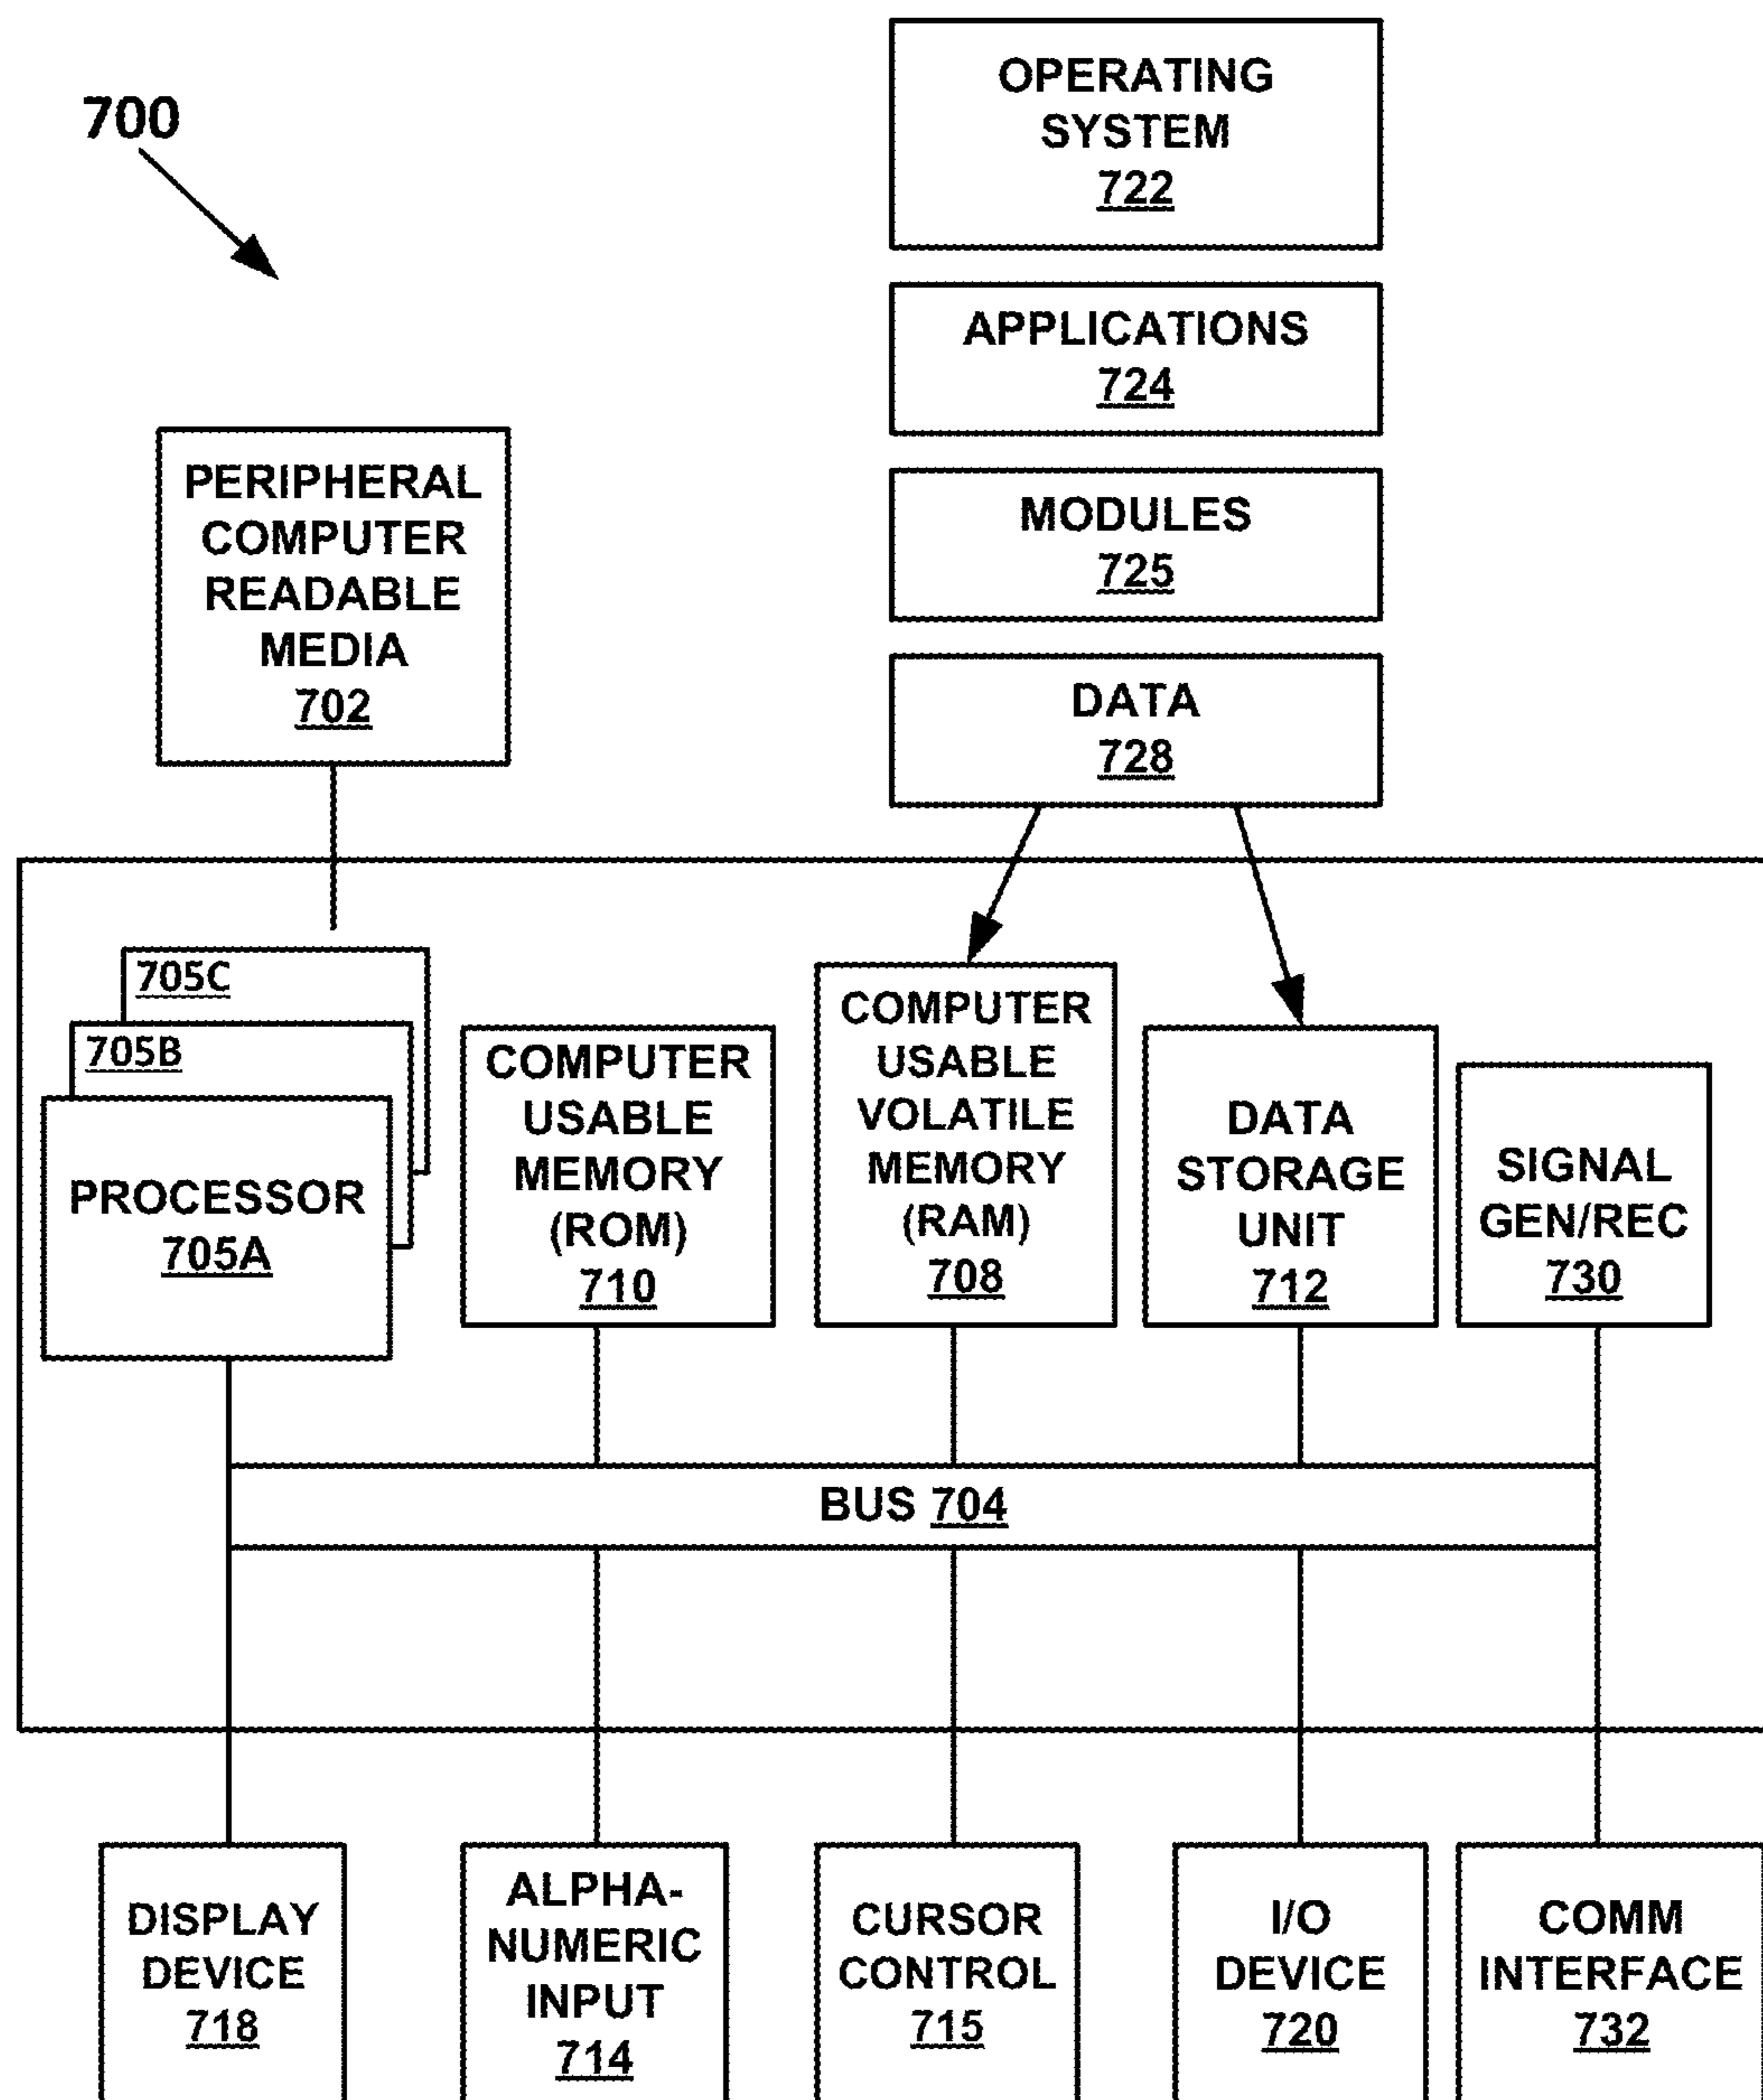 700
OPERATING
SYSTEM
722
APPLICATIONS
724
MODULES
725
DATA
728
PERIPHERAL
COMPUTER
READABLE
MEDIA
702
705C
705B
PROCESSOR
705A
COMPUTER
USABLE
MEMORY
(ROM)
710
COMPUTER
USABLE
VOLATILE
MEMORY
(RAM)
708
DATA
STORAGE
UNIT
712
SIGNAL
GEN/REC
730
BUS 704
DISPLAY
DEVICE
718
ALPHA-
NUMERIC
INPUT
714
CURSOR
CONTROL
715
I/O
DEVICE
720
COMM
INTERFACE
732